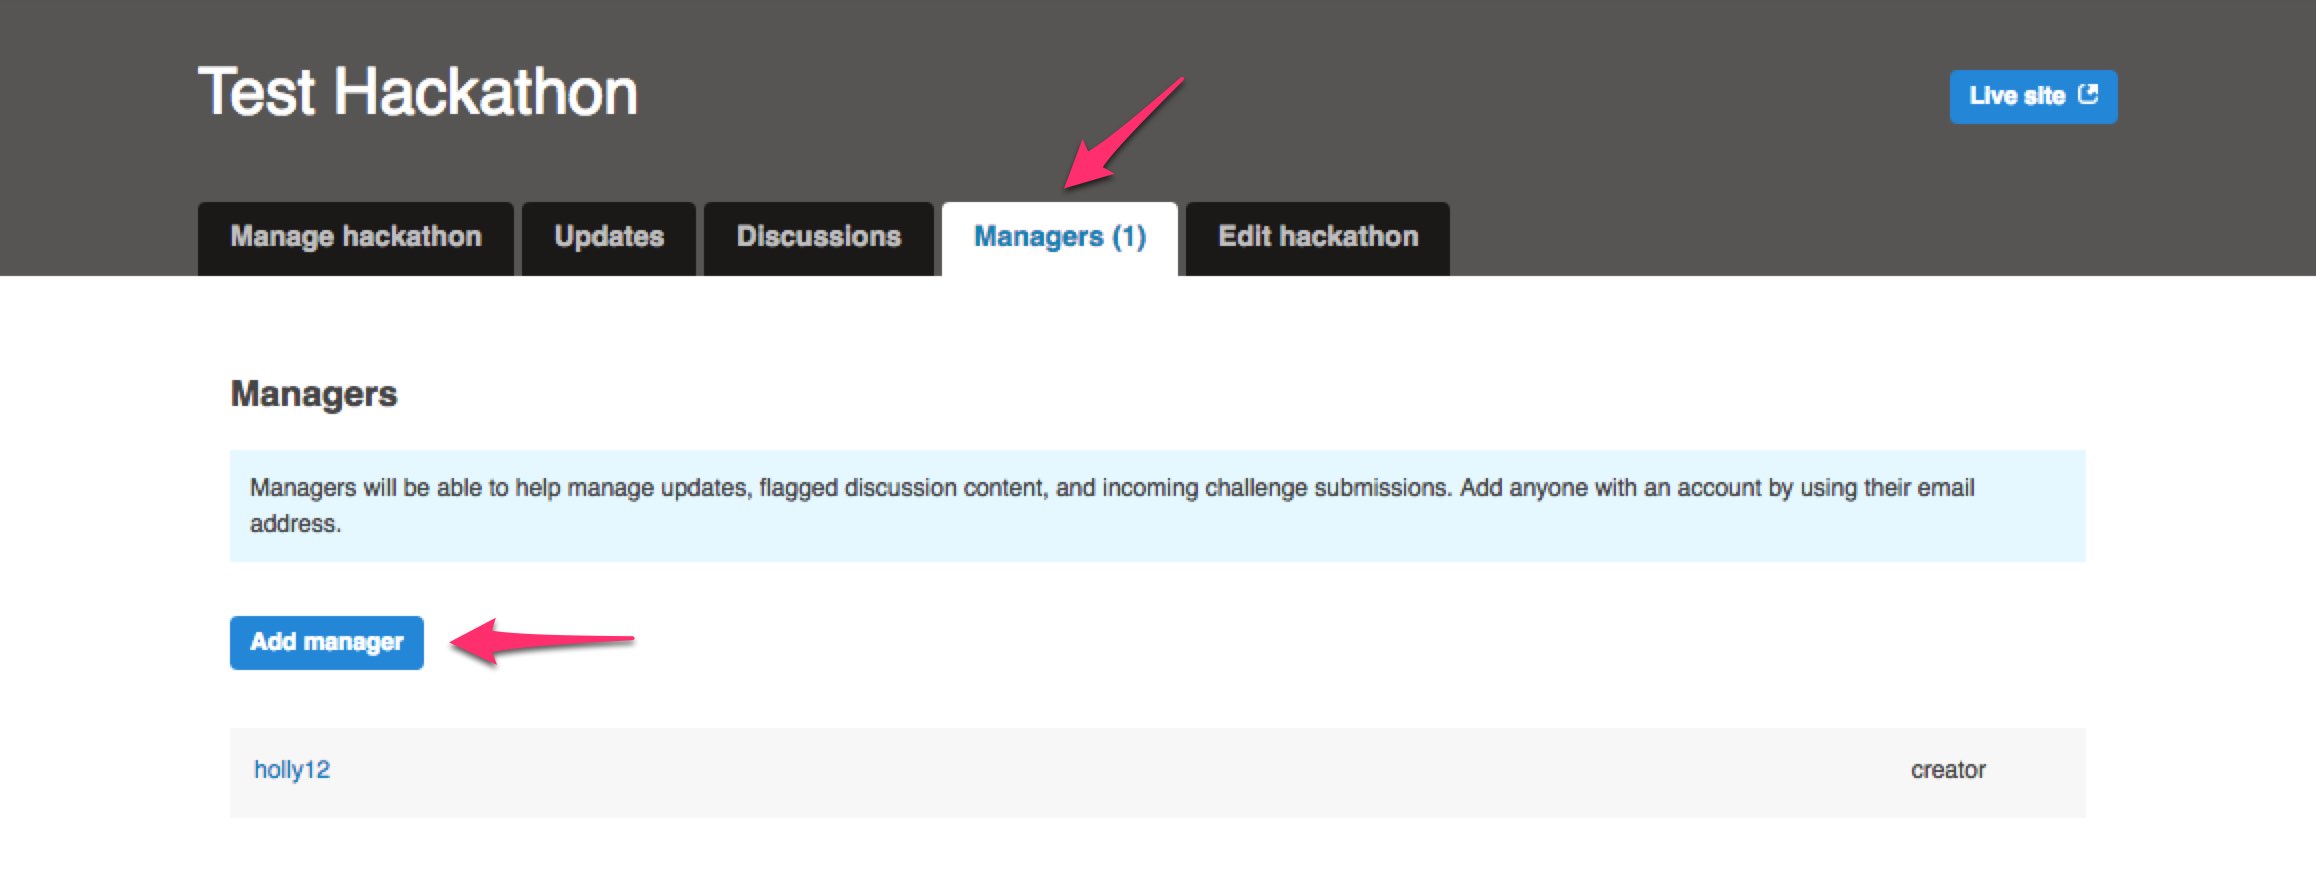 Test Hackathon
Live site
Manage hackathon
Updates
Discussions
Managers (1)
Edit hackathon
Managers
Managers will be able to help manage updates, flagged discussion content, and incoming challenge submissions. Add anyone with an account by using their email
address.
Add manager
holly12
creator